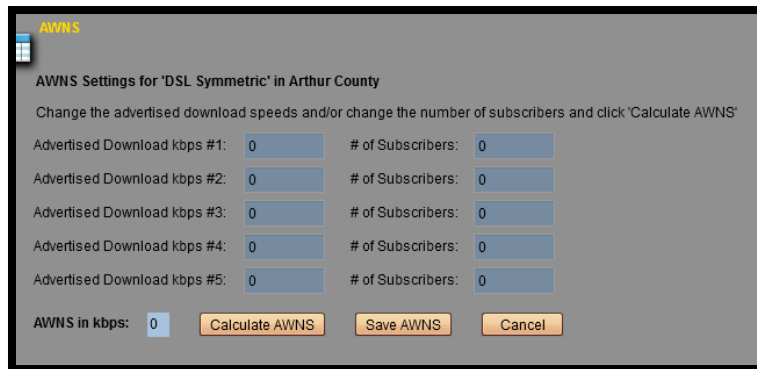 AWNS
AWNS Settings for 'DSL Symmetric' in Arthur County
Change the advertised download speeds and/or change the number of subscribers and click 'Calculate AWNS'
Advertised Download kbps #1: 0 # of Subscribers: 0
Advertised Download kbps #2: 0 # of Subscribers: 0
Advertised Download kbps #3: 0 # of Subscribers: 0
Advertised Download kbps #4: 0 # of Subscribers: 0
Advertised Download kbps #5: 0 # of Subscribers: 0
AWNS in kbps: 0 Calculate AWNS Save AWNS Cancel